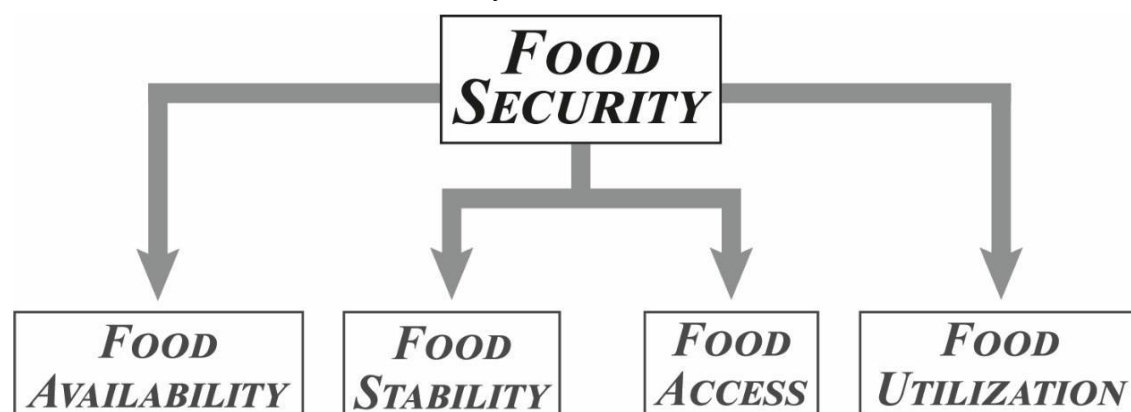 FOOD
SECURITY
FOOD
AVAILABILITY
FOOD
STABILITY
FOOD
ACCESS
FOOD
UTILIZATION